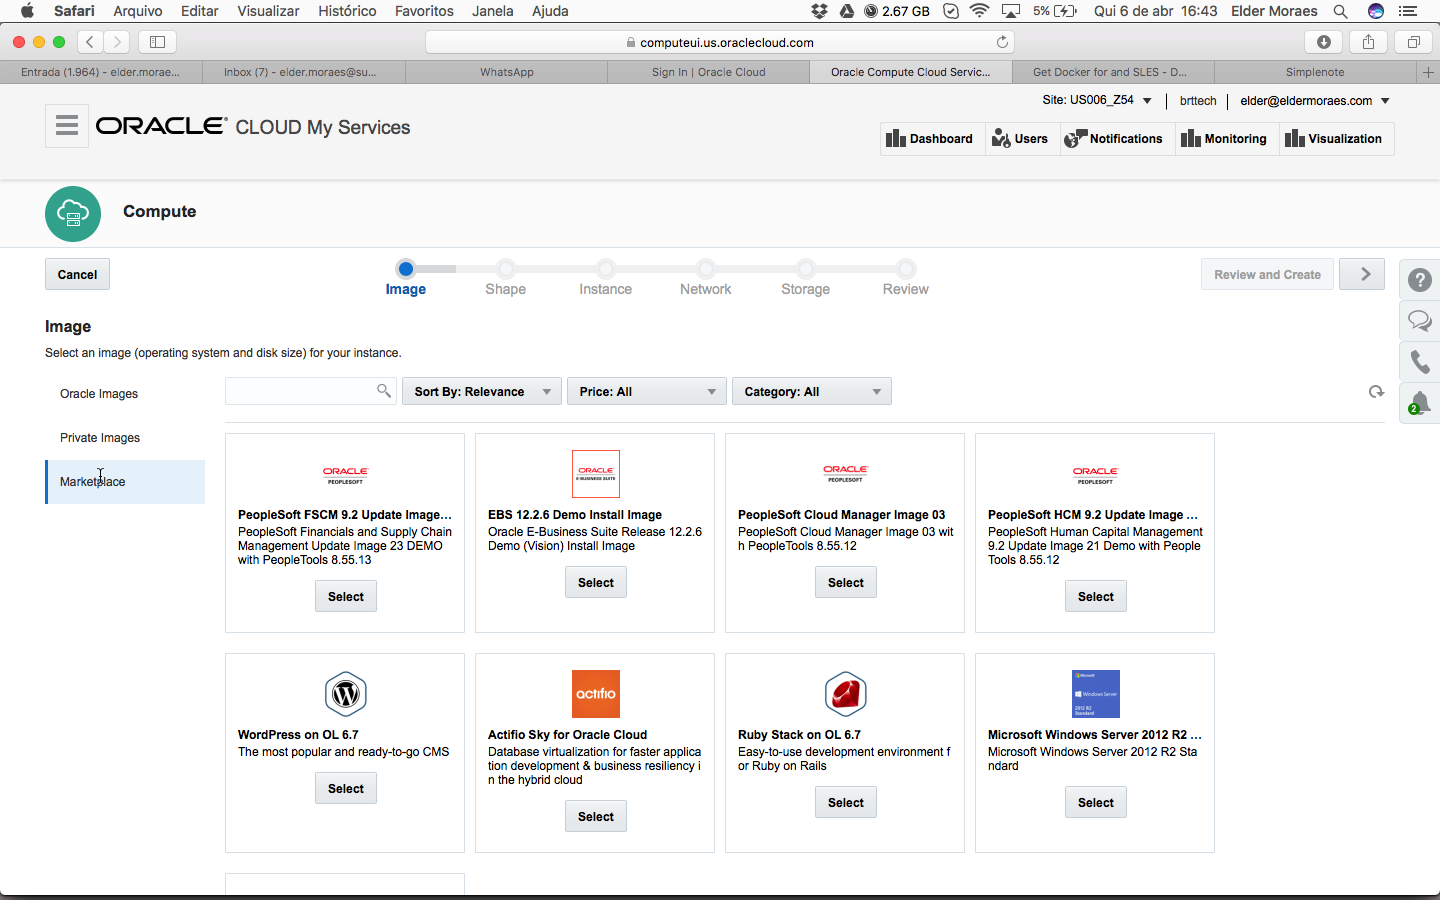 Safari Arquivo Editar Visualizar Histórico Favoritos Janela Ajuda 2.67 GB 5% Qui 6 de abr 16:43 Elder Moraes
computeui.us.oraclecloud.com
Entrada (1.964) - elder.morae... Inbox (7) - elder.moraes@su... WhatsApp Sign In | Oracle Cloud Oracle Compute Cloud Servic... Get Docker for and SLES - D... Simplenote
Site: US006_Z54 brttech elder@eldermoraes.com
ORACLE CLOUD My Services
Dashboard Users Notifications Monitoring Visualization
Compute
Cancel
Review and Create
Image Shape Instance Network Storage Review
Image
Select an image (operating system and disk size) for your instance.
Oracle Images
Private Images
Marketplace
Sort By: Relevance Price: All Category: All
2
ORACLE
PEOPLESOFT
PeopleSoft FSCM 9.2 Update Image...
PeopleSoft Financials and Supply Chain
Management Update Image 23 DEMO
with PeopleTools 8.55.13
Select
ORACLE
E-BUSINESS SUITE
EBS 12.2.6 Demo Install Image
Oracle E-Business Suite Release 12.2.6
Demo (Vision) Install Image
Select
ORACLE
PEOPLESOFT
PeopleSoft Cloud Manager Image 03
PeopleSoft Cloud Manager Image 03 wit
h PeopleTools 8.55.12
Select
ORACLE
PEOPLESOFT
PeopleSoft HCM 9.2 Update Image ...
PeopleSoft Human Capital Management
9.2 Update Image 21 Demo with People
Tools 8.55.12
Select
WordPress on OL 6.7
The most popular and ready-to-go CMS
Select
actifio
Actifio Sky for Oracle Cloud
Database virtualization for faster applica
tion development & business resiliency i
n the hybrid cloud
Select
Ruby Stack on OL 6.7
Easy-to-use development environment f
or Ruby on Rails
Select
Microsoft
Windows Server
2012 R2
Standard
Microsoft Windows Server 2012 R2 ...
Microsoft Windows Server 2012 R2 Sta
ndard
Select